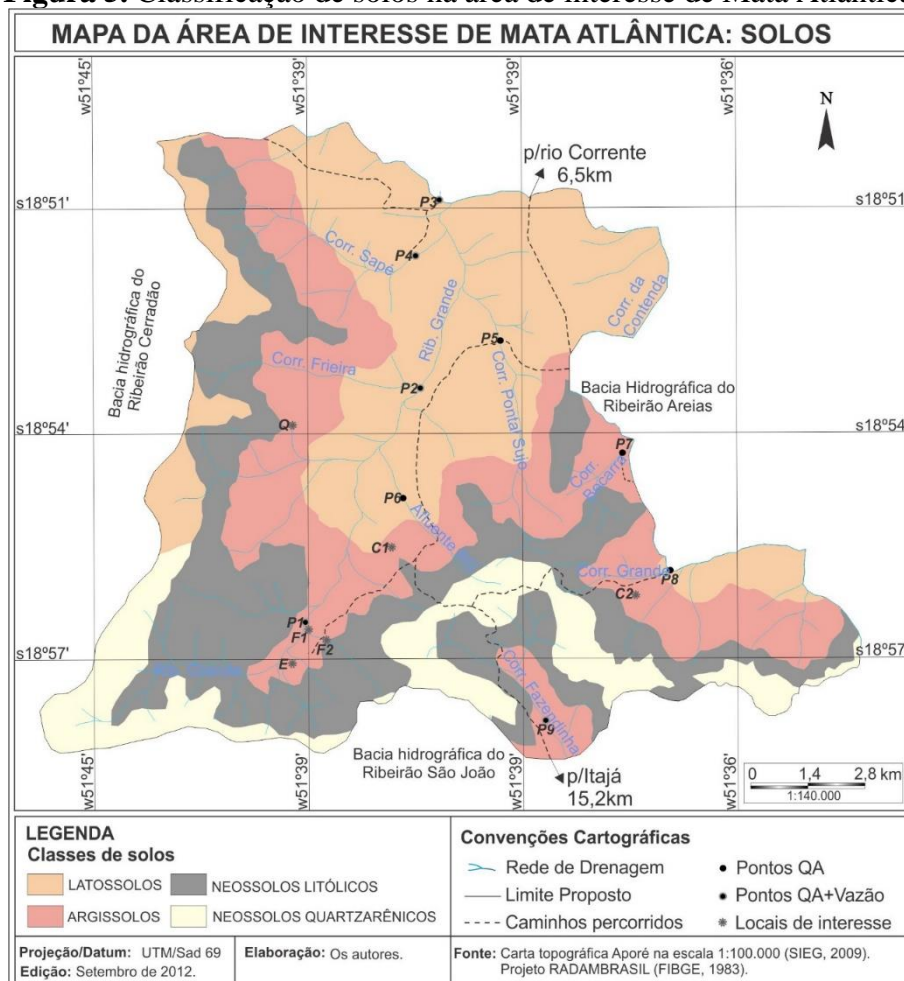 Figura 3: Classificação de solos na área de interesse de Mata Atlântica
MAPA DA ÁREA DE INTERESSE DE MATA ATLÂNTICA: SOLOS
w51º45'
w51º39'
w51º39'
w51º36'
N
p/rio Corrente
6,5km
s18º51'
s18º51'
P3
Corr. Sapé
P4
Rib. Grande
Corr. da
Contenda
Bacia hidrográfica do
Ribeirão Cerradão
P5
Corr. Frieira
P2
Corr. Pontal Sujo
Bacia Hidrográfica do
Ribeirão Areias
Q
s18º54'
s18º54'
P7
Corr.
P6
Afluente
C1
Corr. Grande
P8
C2
P1
F1
F2
s18º57'
s18º57'
E
Corr. Fazendinha
P9
Bacia hidrográfica do
Ribeirão São João
w51º45'
w51º39'
w51º39'
w51º36'
p/Itajá
15,2km
0 1,4 2,8 km
1:140.000
LEGENDA
Classes de solos
LATOSSOLOS
NEOSSOLOS LITÓLICOS
ARGISSOLOS
NEOSSOLOS QUARTZARÊNICOS
Convenções Cartográficas
Rede de Drenagem
Pontos QA
Limite Proposto
Pontos QA+Vazão
Caminhos percorridos
Locais de interesse
Projeção/Datum: UTM/Sad 69
Edição: Setembro de 2012.
Elaboração: Os autores.
Fonte: Carta topográfica Aporé na escala 1:100.000 (SIEG, 2009).
Projeto RADAMBRASIL (FIBGE, 1983).